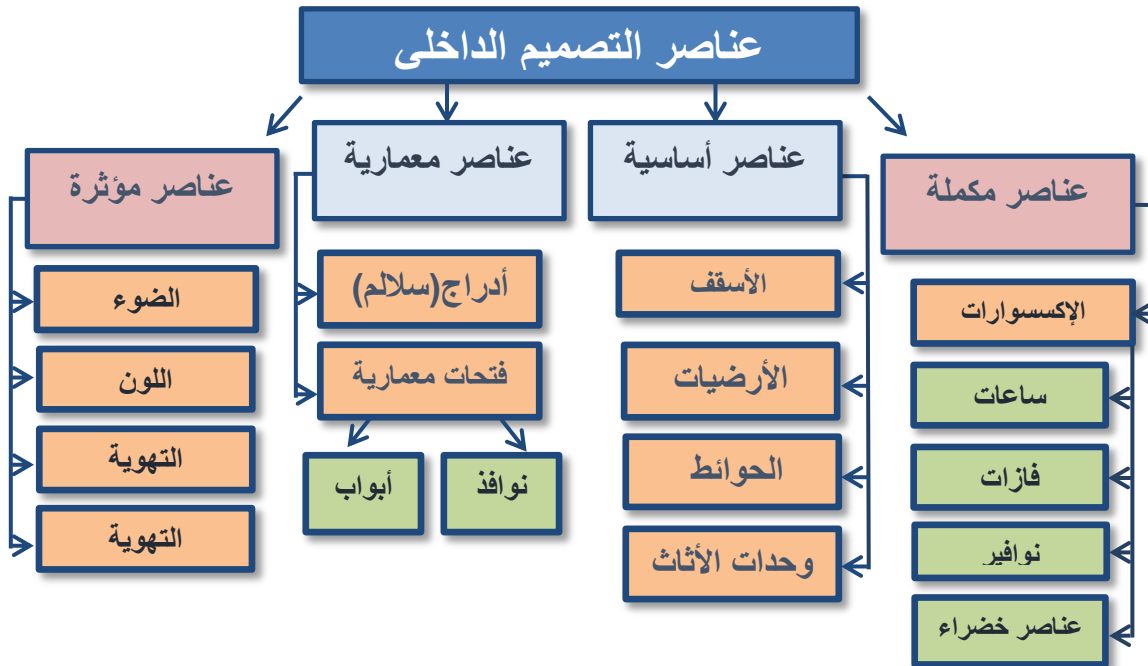 عناصر التصميم الداخلى
عناصر مكملة
الإكسسوارات
ساعات
فازات
نوافير
عناصر خضراء
عناصر أساسية
الأسقف
الأرضيات
الحوائط
وحدات الأثاث
عناصر معمارية
أدراج(سلالم)
فتحات معمارية
نوافذ
أبواب
عناصر مؤثرة
الضوء
اللون
التهوية
التهوية